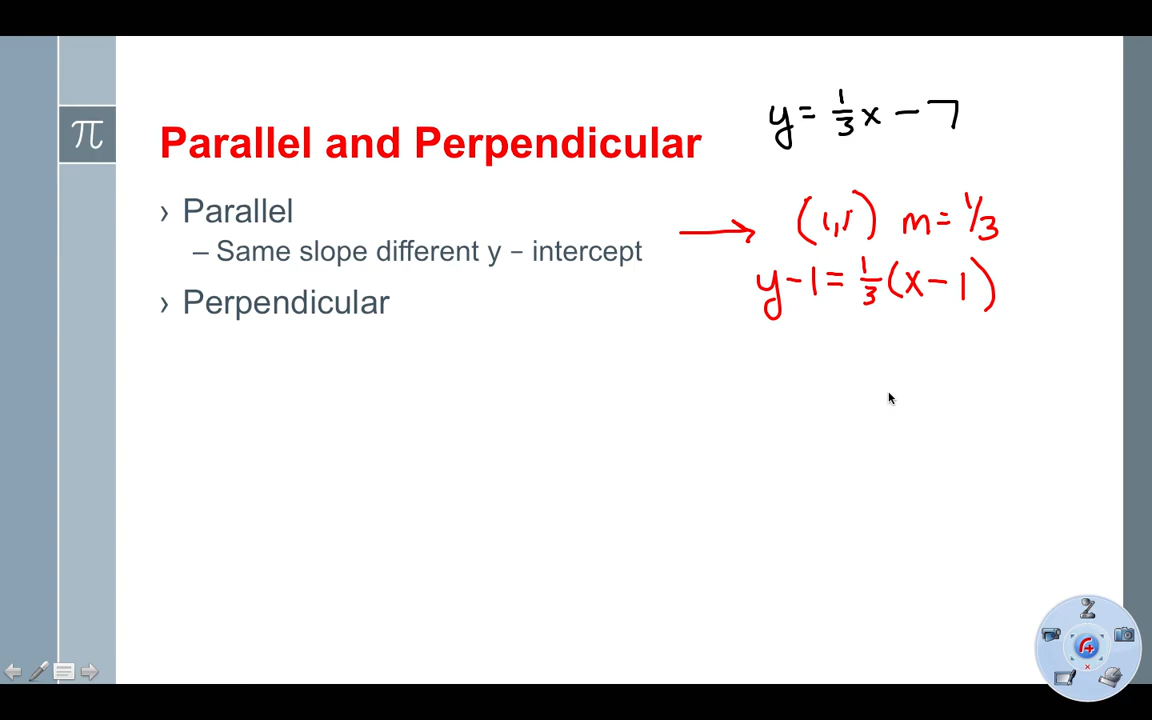 π
Parallel and Perpendicular
y = 1/3 x - 7
› Parallel
– Same slope different y – intercept
(1,1) m = 1/3
y - 1 = 1/3 (x - 1)
› Perpendicular